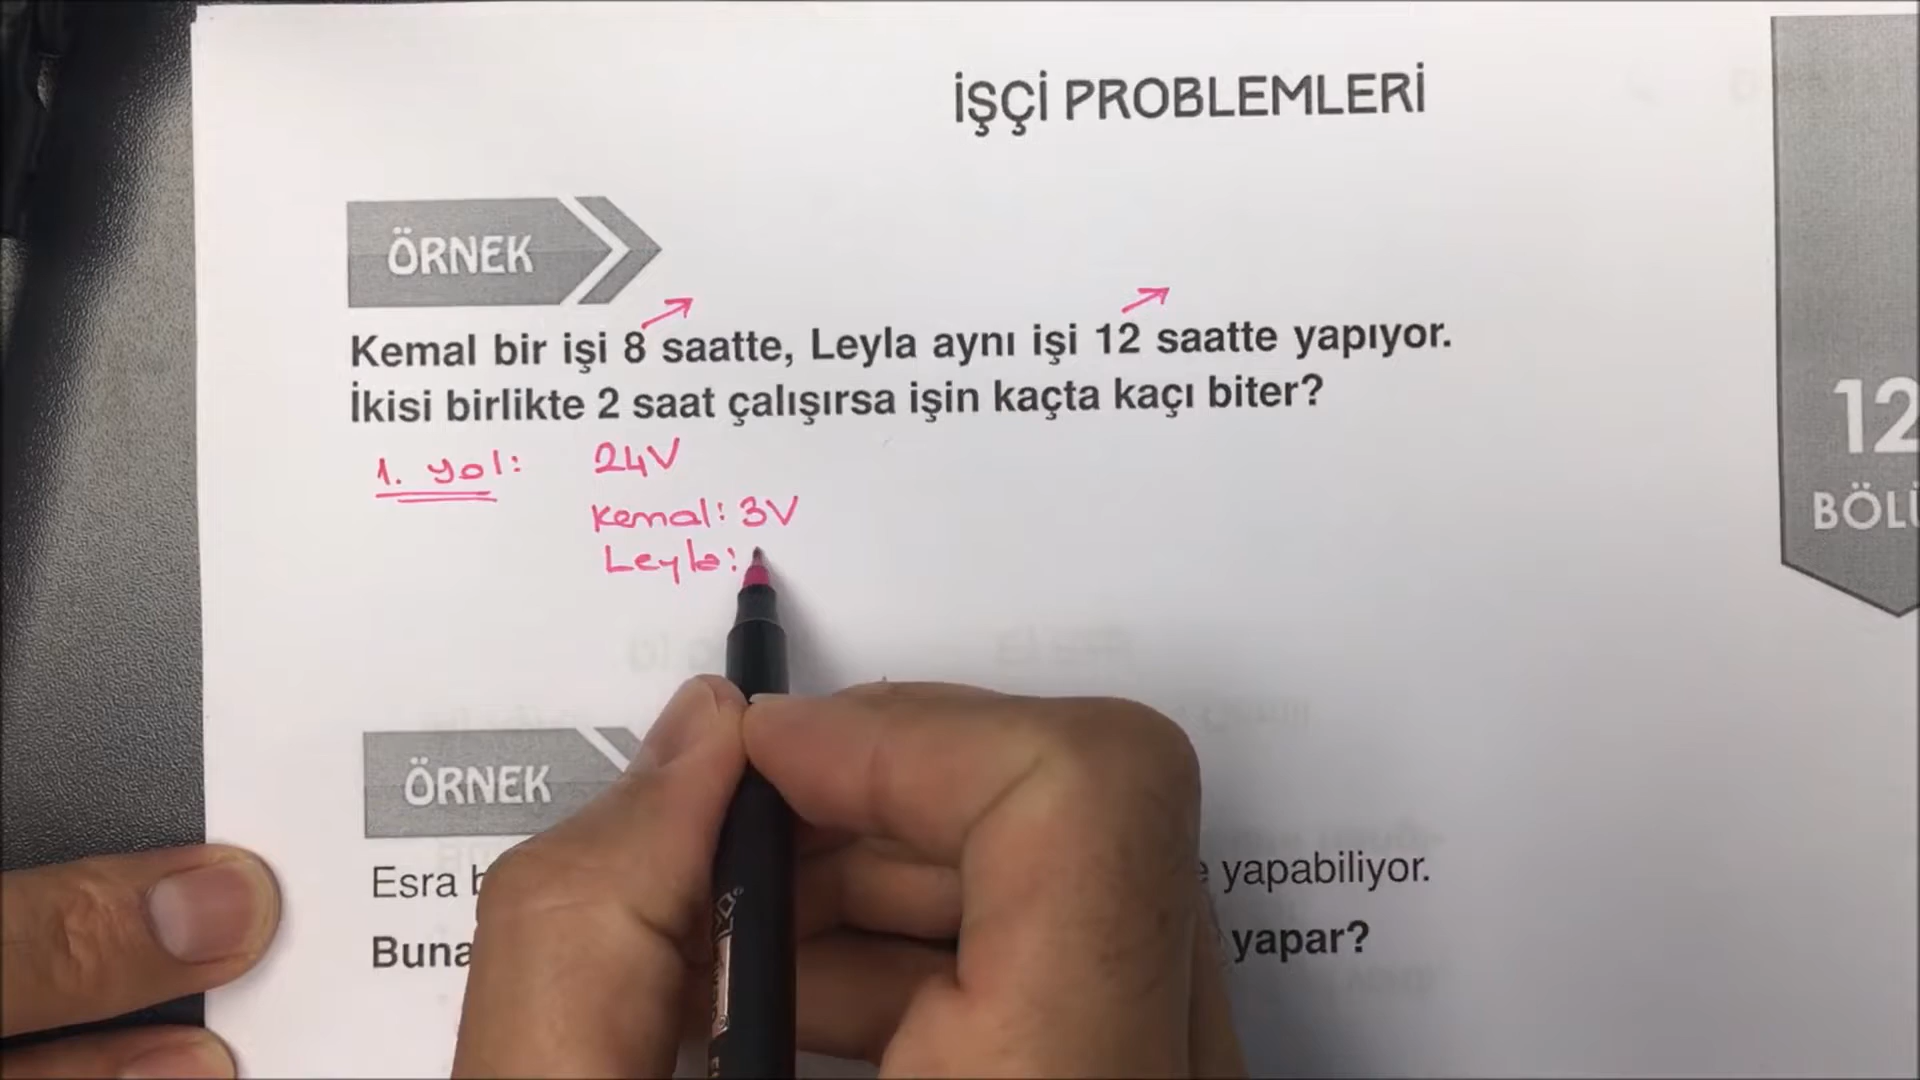 İŞÇİ PROBLEMLERİ
ÖRNEK
Kemal bir işi 8 saatte, Leyla aynı işi 12 saatte yapıyor.
İkisi birlikte 2 saat çalışırsa işin kaçta kaçı biter?
1. yol: 24V
Kemal: 3V
Leyla:
12
BÖLÜ
ÖRNEK
Esra yapabiliyor.
Buna yapar?